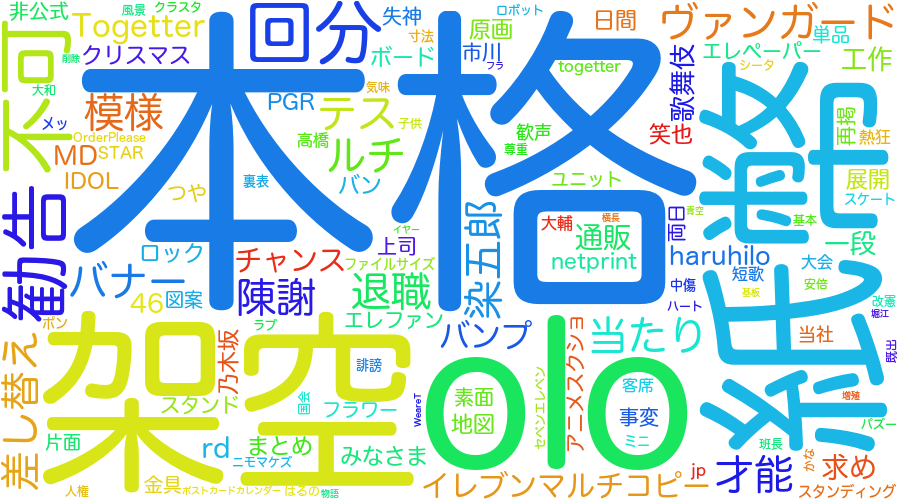 非公式
風景
クラスタ
失神
回分
ロボット
ヴァンガード
Togetter
削除
クリスマス
不可
ボード
原画
寸法
市川
フラ
日間
単品
エレペーパー
シータ
工作
大和
メッ
模様
PGR
テス
気味
togetter
歌舞伎
本格
敷布
再掲
熱狂
OrderPlease
MD
STAR
高橋
子供
歓声
尊重
笑也
IDOL
ルチ
つや
裏表
バン
ユニット
展開
スケート
勧告
ロック
チャンス
上司
染五郎
大輔
横長
通販
両日
青空
基本
一段
バナー
ファイルサイズ
イヤー
netprint
haruhilo
大会
46
図案
陳謝
退職
短歌
基板
安倍
中傷
ハート
改憲
堀江
紙
ポン
架空
ラブ
エレファン
バンプ
olo
当たり
当社
差し替え
乃木坂
誹謗
既出
スタンド
国会
フラワー
WeareT
素面
地図
セペンエレベン
アニメスクショ
客席
事変
ミニ
増殖
パズー
片面
rd
まとめ
みなさま
班長
かな
ニモマケズ
jp
才能
求め
人権
金具
ポストカードカレンダー
はるの
物語
イレブンマルチコピー
スタンディング